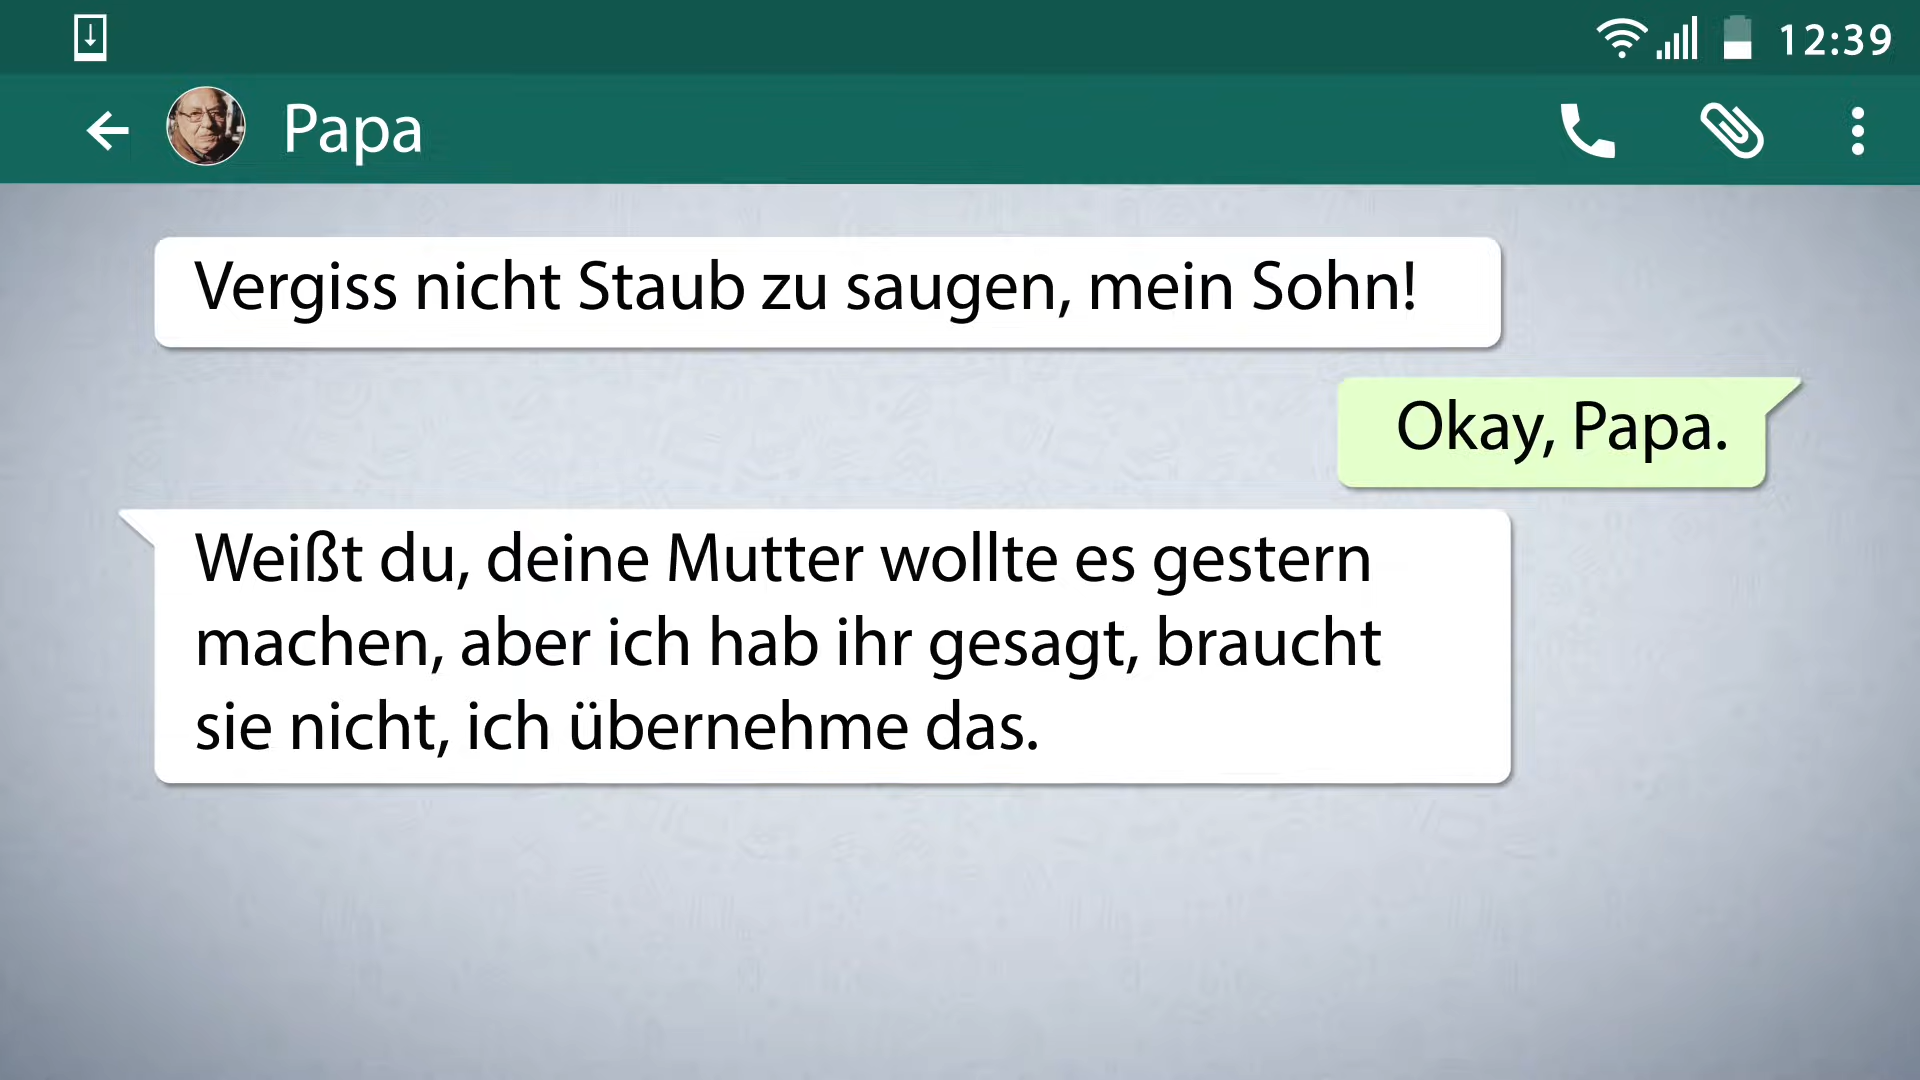 12:39
Papa
Vergiss nicht Staub zu saugen, mein Sohn!
Okay, Papa.
Weißt du, deine Mutter wollte es gestern
machen, aber ich hab ihr gesagt, braucht
sie nicht, ich übernehme das.